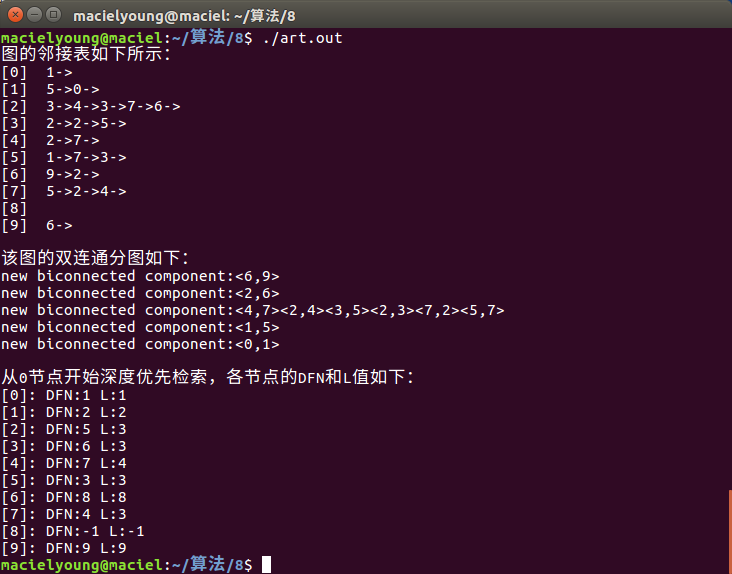 macielyoung@maciel: ~/算法/8
macielyoung@maciel:~/算法/8$ ./art.out
图的邻接表如下所示：
[0]  1->
[1]  5->0->
[2]  3->4->3->7->6->
[3]  2->2->5->
[4]  2->7->
[5]  1->7->3->
[6]  9->2->
[7]  5->2->4->
[8]
[9]  6->
该图的双连通分图如下：
new biconnected component:<6,9>
new biconnected component:<2,6>
new biconnected component:<4,7><2,4><3,5><2,3><7,2><5,7>
new biconnected component:<1,5>
new biconnected component:<0,1>
从0节点开始深度优先检索，各节点的DFN和L值如下：
[0]: DFN:1 L:1
[1]: DFN:2 L:2
[2]: DFN:5 L:3
[3]: DFN:6 L:3
[4]: DFN:7 L:4
[5]: DFN:3 L:3
[6]: DFN:8 L:8
[7]: DFN:4 L:3
[8]: DFN:-1 L:-1
[9]: DFN:9 L:9
macielyoung@maciel:~/算法/8$